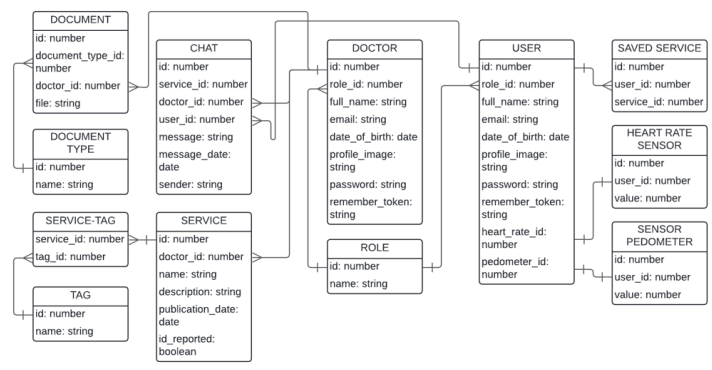 DOCUMENT
id: number
document_type_id:
number
doctor_id: number
file: string
DOCUMENT
TYPE
id: number
name: string
SERVICE-TAG
service_id: number
tag_id: number
TAG
id: number
name: string
CHAT
id: number
service_id: number
doctor_id: number
user_id: number
message: string
message_date:
date
sender: string
SERVICE
id: number
doctor_id: number
name: string
description: string
publication_date:
date
id_reported:
boolean
DOCTOR
id: number
role_id: number
full_name: string
email: string
date_of_birth: date
profile_image:
string
password: string
remember_token:
string
ROLE
id: number
name: string
USER
id: number
role_id: number
full_name: string
email: string
date_of_birth: date
profile_image:
string
password: string
remember_token:
string
heart_rate_id:
number
pedometer_id:
number
SAVED SERVICE
id: number
user_id: number
service_id: number
HEART RATE
SENSOR
id: number
user_id: number
value: number
SENSOR
PEDOMETER
id: number
user_id: number
value: number